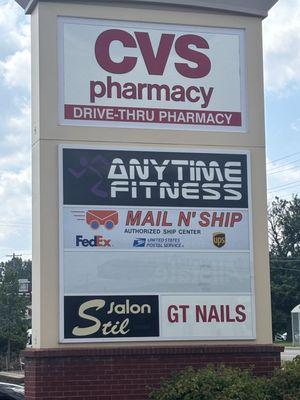 CVS
pharmacy
DRIVE-THRU PHARMACY
ANYTIME
FITNESS
MAIL N' SHIP
AUTHORIZED SHIP CENTER
FedEx UNITED STATES POSTAL SERVICE ups
Salon
Stil
GT NAILS